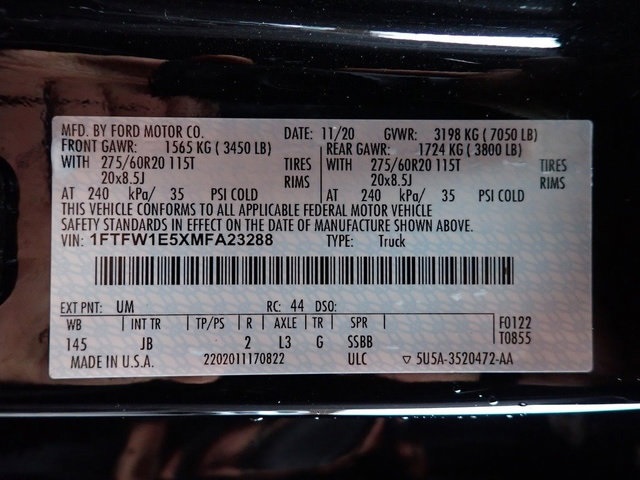 MFD. BY FORD MOTOR CO. DATE: 11/20 GVWR: 3198 KG ( 7050 LB)
FRONT GAWR: 1565 KG ( 3450 LB) REAR GAWR: 1724 KG ( 3800 LB)
WITH 275/60R20 115T TIRES WITH 275/60R20 115T TIRES
20x8.5J RIMS 20x8.5J RIMS
AT 240 kPa/ 35 PSI COLD AT 240 kPa/ 35 PSI COLD
THIS VEHICLE CONFORMS TO ALL APPLICABLE FEDERAL MOTOR VEHICLE
SAFETY STANDARDS IN EFFECT ON THE DATE OF MANUFACTURE SHOWN ABOVE.
VIN: 1FTFW1E5XMFA23288 TYPE: Truck
EXT PNT: UM RC: 44 DSO:
WB INT TR TP/PS R AXLE TR SPR F0122
145 JB 2 L3 G SSBB T0855
MADE IN U.S.A. 2202011170822 ULC ▽ 5U5A-3520472-AA